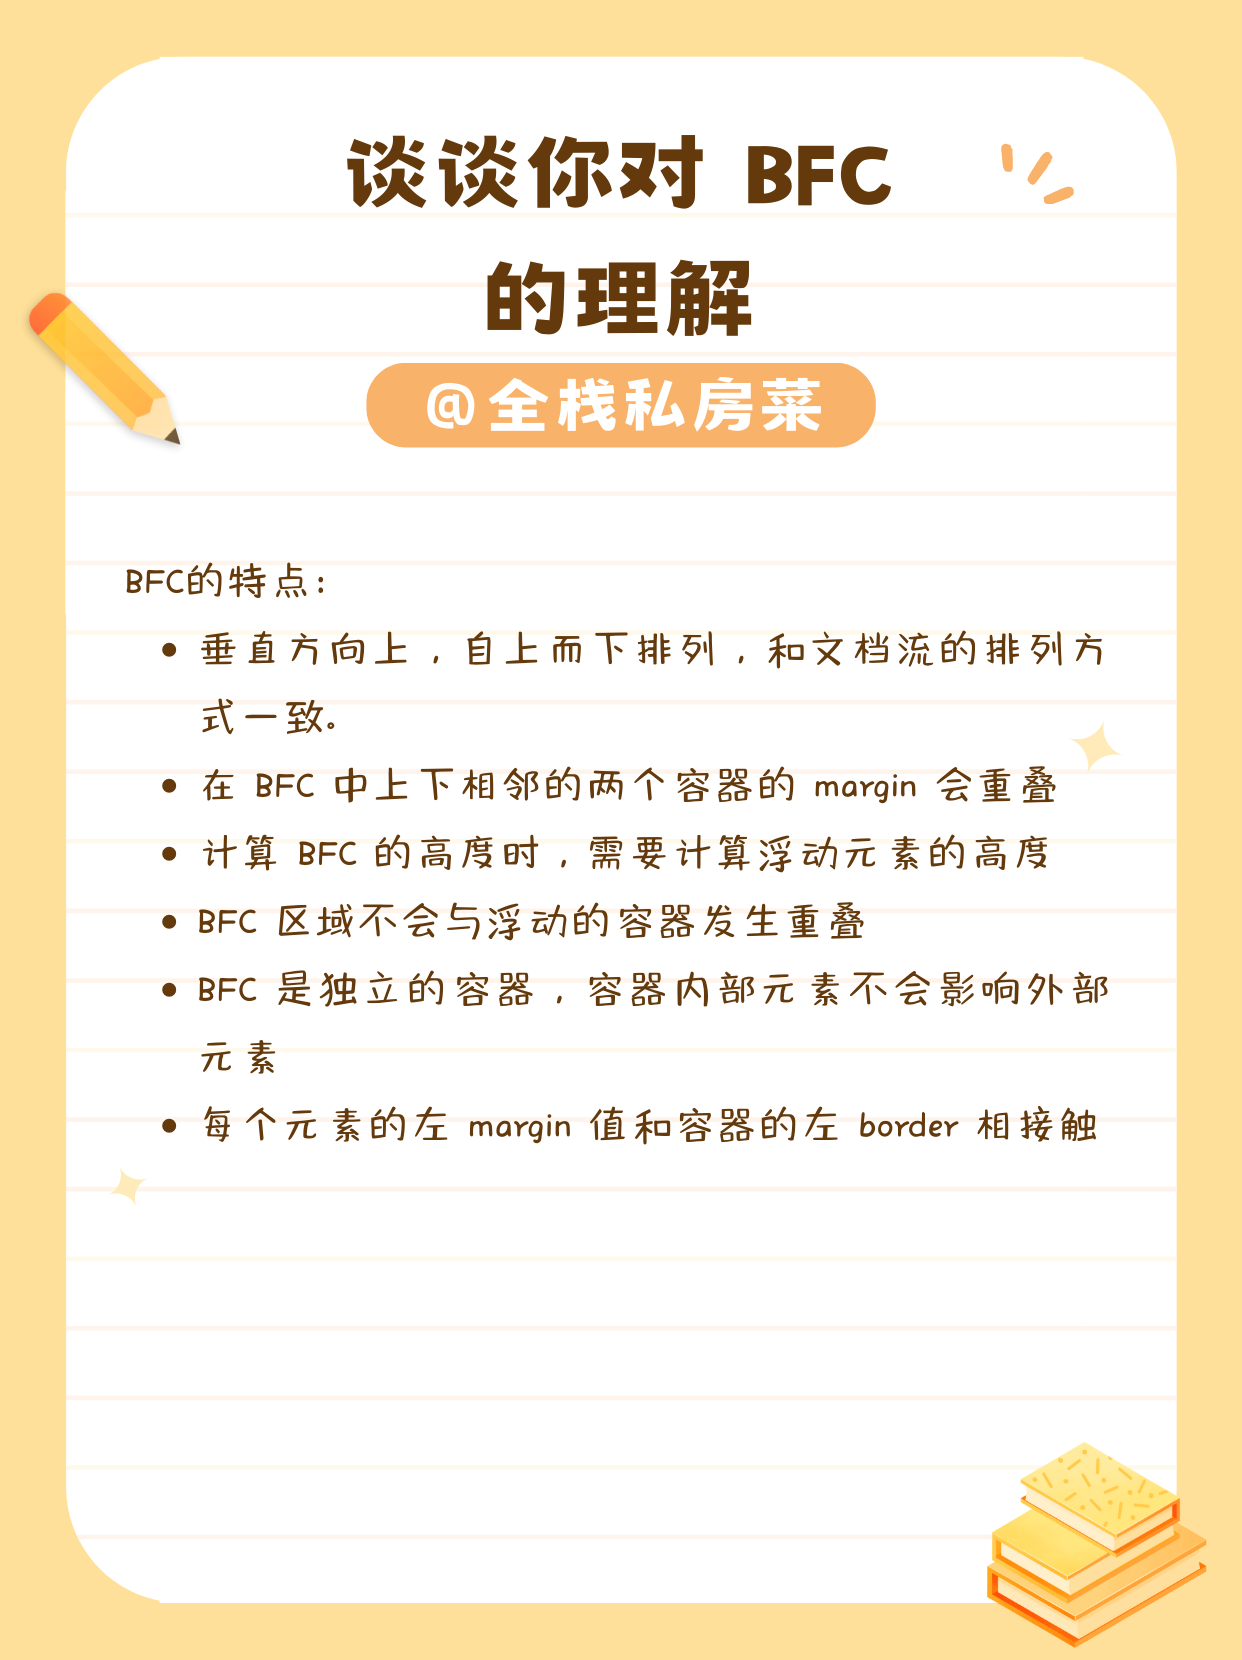 谈谈你对 BFC
的理解
@全栈私房菜
BFC的特点：
• 垂直方向上，自上而下排列，和文档流的排列方
式一致。
• 在 BFC 中上下相邻的两个容器的 margin 会重叠
• 计算 BFC 的高度时，需要计算浮动元素的高度
• BFC 区域不会与浮动的容器发生重叠
• BFC 是独立的容器，容器内部元素不会影响外部
元素
• 每个元素的左 margin 值和容器的左 border 相接触